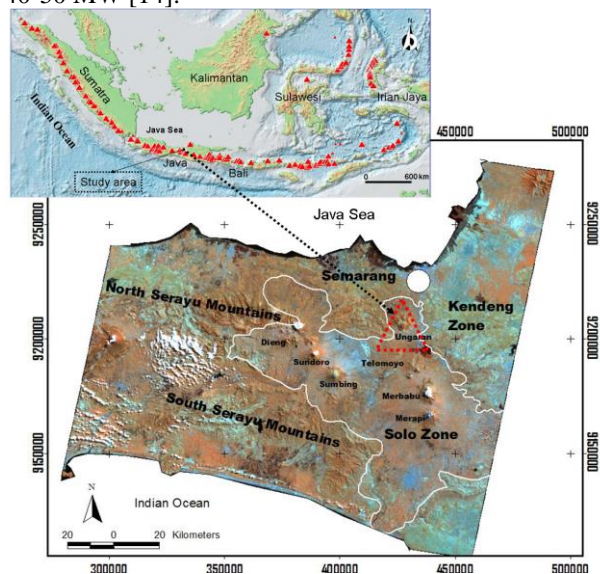 40-50 MW [14].
Sumatra
Kalimantan
Sulawesi
Irian Jaya
Indian Ocean
Java Sea
Java
Bali
Study area
0 600 km
450000 500000
Java Sea
9250000
9250000
Semarang
North Serayu Mountains
Kendeng
Zone
Ungaran
9200000
9200000
Dieng
Telomoyo
Sundoro
Sumbing
Merbabu
Merapi
South Serayu Mountains
Solo Zone
9150000
9150000
N
Indian Ocean
20 0 20 Kilometers
300000 350000 400000 450000